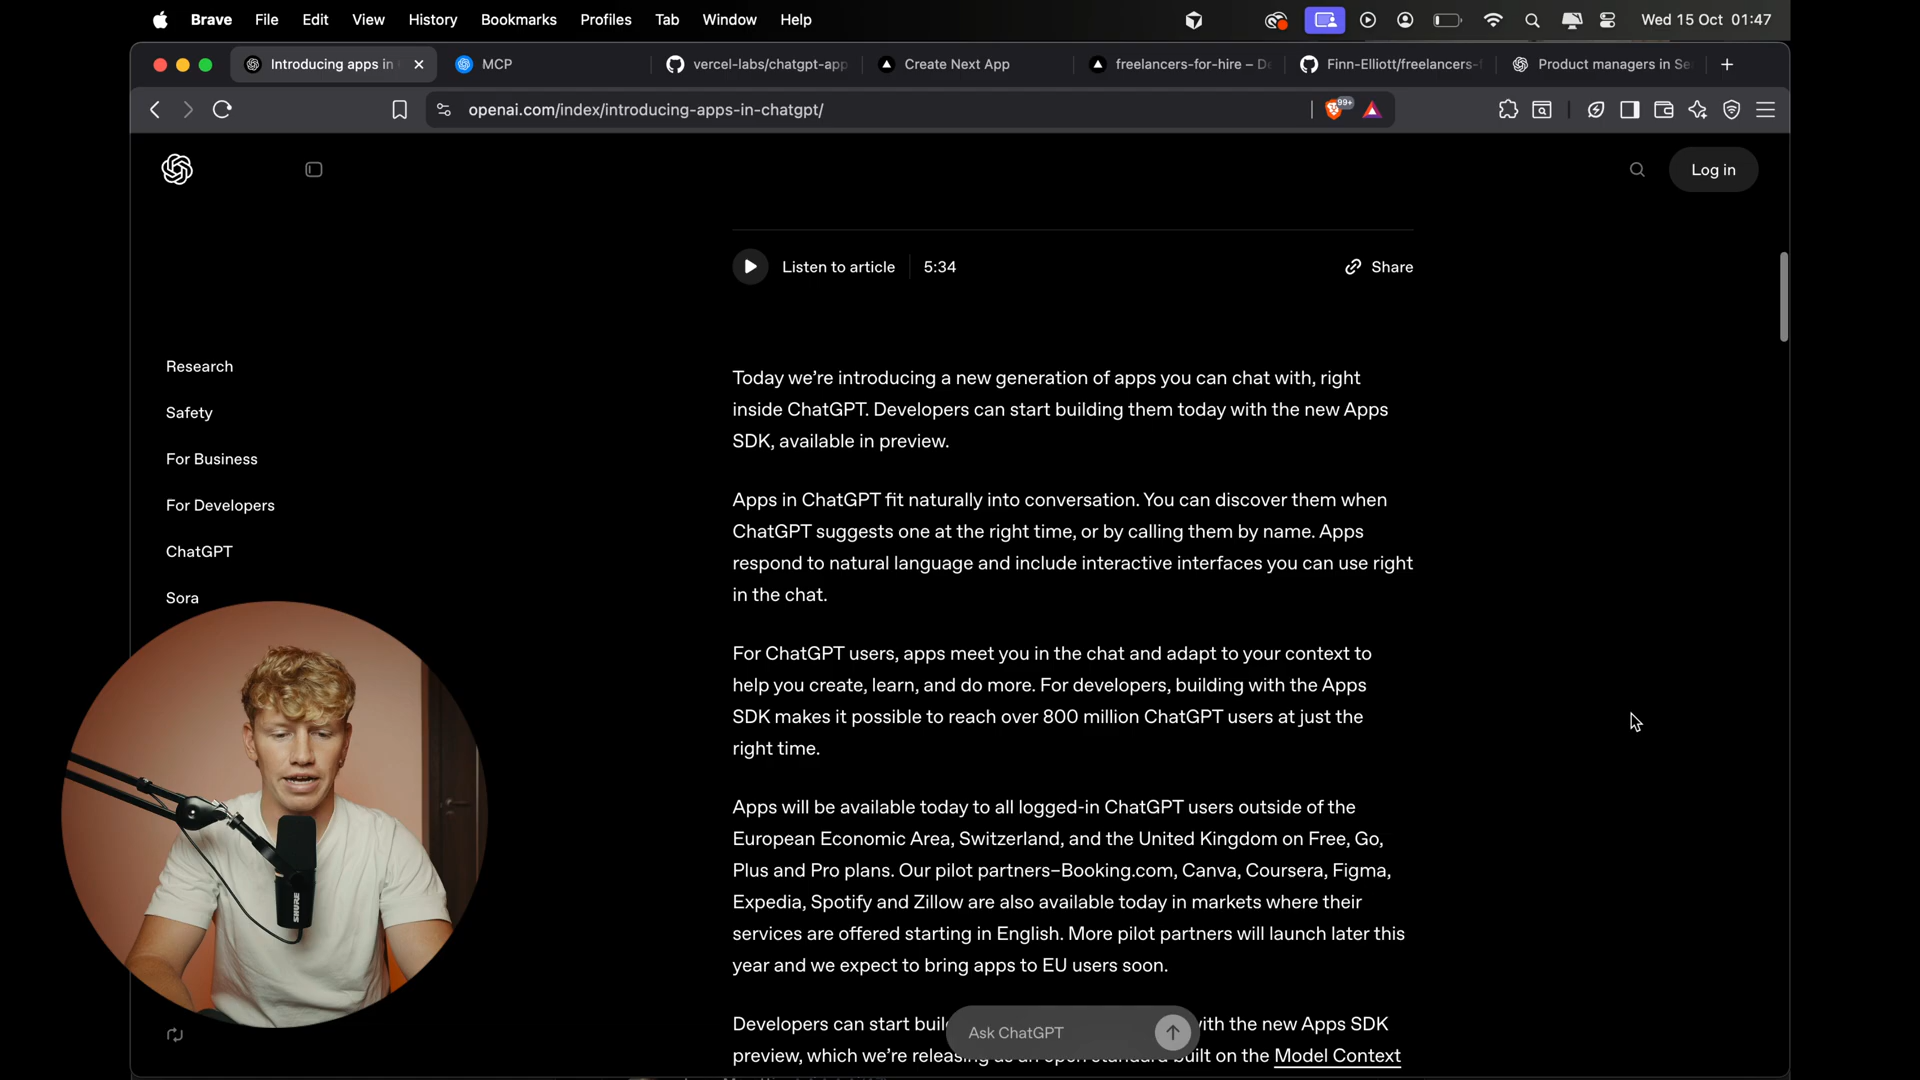 Brave File Edit View History Bookmarks Profiles Tab Window Help Wed 15 Oct 01:47
Introducing apps in MCP vercel-labs/chatgpt-app Create Next App freelancers-for-hire – D Finn-Elliott/freelancers- Product managers in Se
openai.com/index/introducing-apps-in-chatgpt/ 99+
Log in
Listen to article 5:34 Share
Research
Safety
For Business
For Developers
ChatGPT
Sora
Today we're introducing a new generation of apps you can chat with, right
inside ChatGPT. Developers can start building them today with the new Apps
SDK, available in preview.
Apps in ChatGPT fit naturally into conversation. You can discover them when
ChatGPT suggests one at the right time, or by calling them by name. Apps
respond to natural language and include interactive interfaces you can use right
in the chat.
For ChatGPT users, apps meet you in the chat and adapt to your context to
help you create, learn, and do more. For developers, building with the Apps
SDK makes it possible to reach over 800 million ChatGPT users at just the
right time.
Apps will be available today to all logged-in ChatGPT users outside of the
European Economic Area, Switzerland, and the United Kingdom on Free, Go,
Plus and Pro plans. Our pilot partners–Booking.com, Canva, Coursera, Figma,
Expedia, Spotify and Zillow are also available today in markets where their
services are offered starting in English. More pilot partners will launch later this
year and we expect to bring apps to EU users soon.
Developers can start buil with the new Apps SDK
preview, which we're releasing as an open standard built on the Model Context
Ask ChatGPT
SHURE